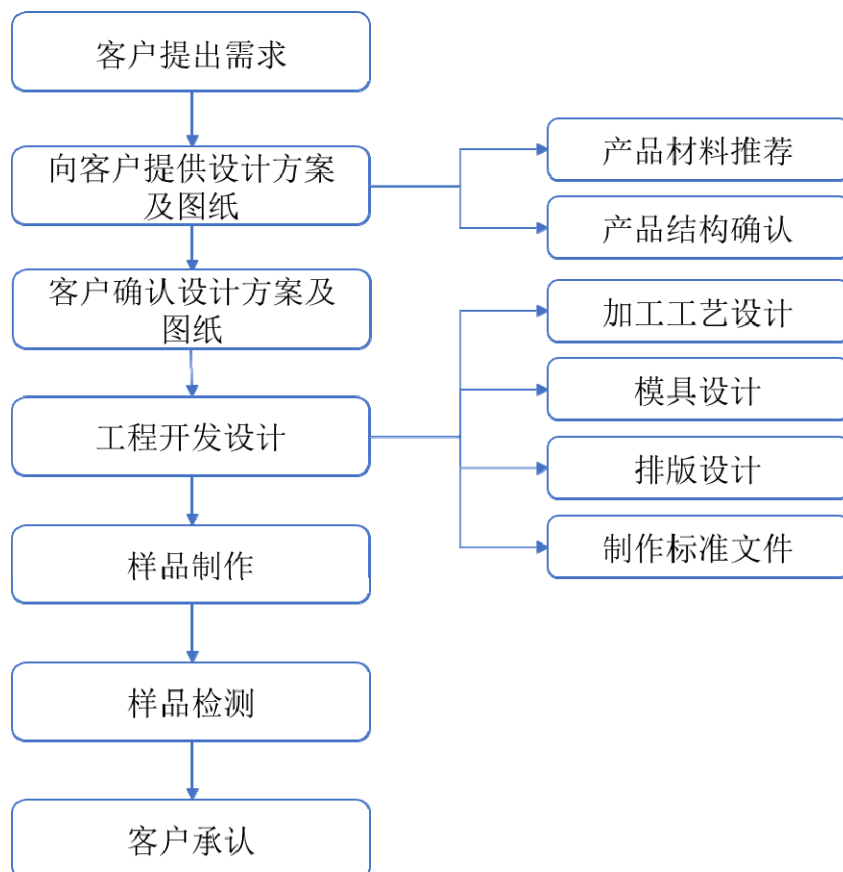 客户提出需求
向客户提供设计方案
及图纸
产品材料推荐
产品结构确认
客户确认设计方案及
图纸
工程开发设计
加工工艺设计
模具设计
排版设计
制作标准文件
样品制作
样品检测
客户承认